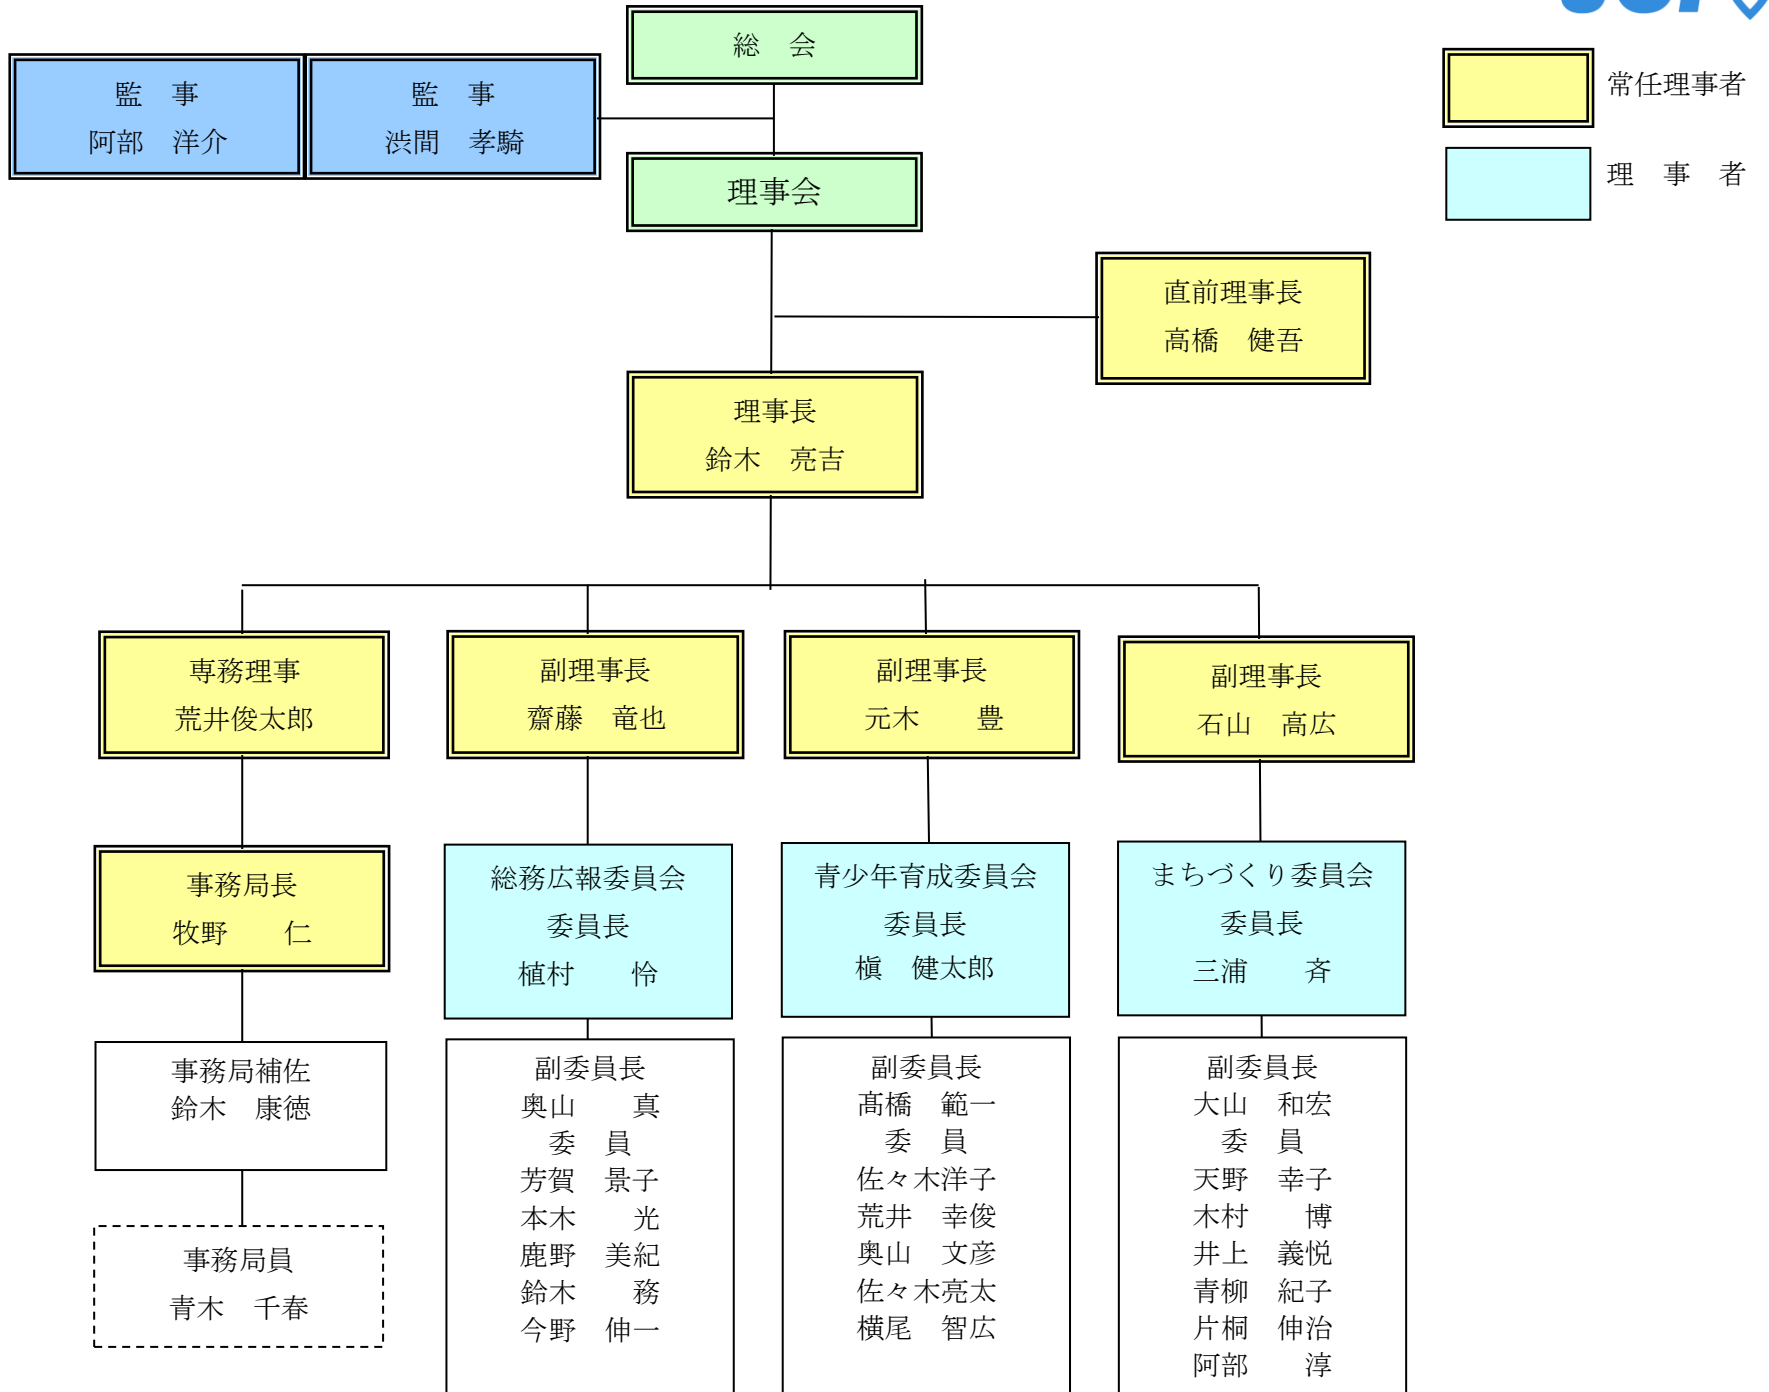 総　会
監　事
阿部　洋介
監　事
渋間　孝騎
常任理事者
理　事　者
理事会
直前理事長
高橋　健吾
理事長
鈴木　亮吉
専務理事
荒井俊太郎
副理事長
齋藤　竜也
副理事長
元木　　豊
副理事長
石山　高広
事務局長
牧野　　仁
総務広報委員会
委員長
植村　　怜
青少年育成委員会
委員長
槇　健太郎
まちづくり委員会
委員長
三浦　　斉
事務局補佐
鈴木　康徳
事務局員
青木　千春
副委員長
奥山　　真
委　員
芳賀　景子
本木　　光
鹿野　美紀
鈴木　　務
今野　伸一
副委員長
髙橋　範一
委　員
佐々木洋子
荒井　幸俊
奥山　文彦
佐々木亮太
横尾　智広
副委員長
大山　和宏
委　員
天野　幸子
木村　　博
井上　義悦
青柳　紀子
片桐　伸治
阿部　　淳